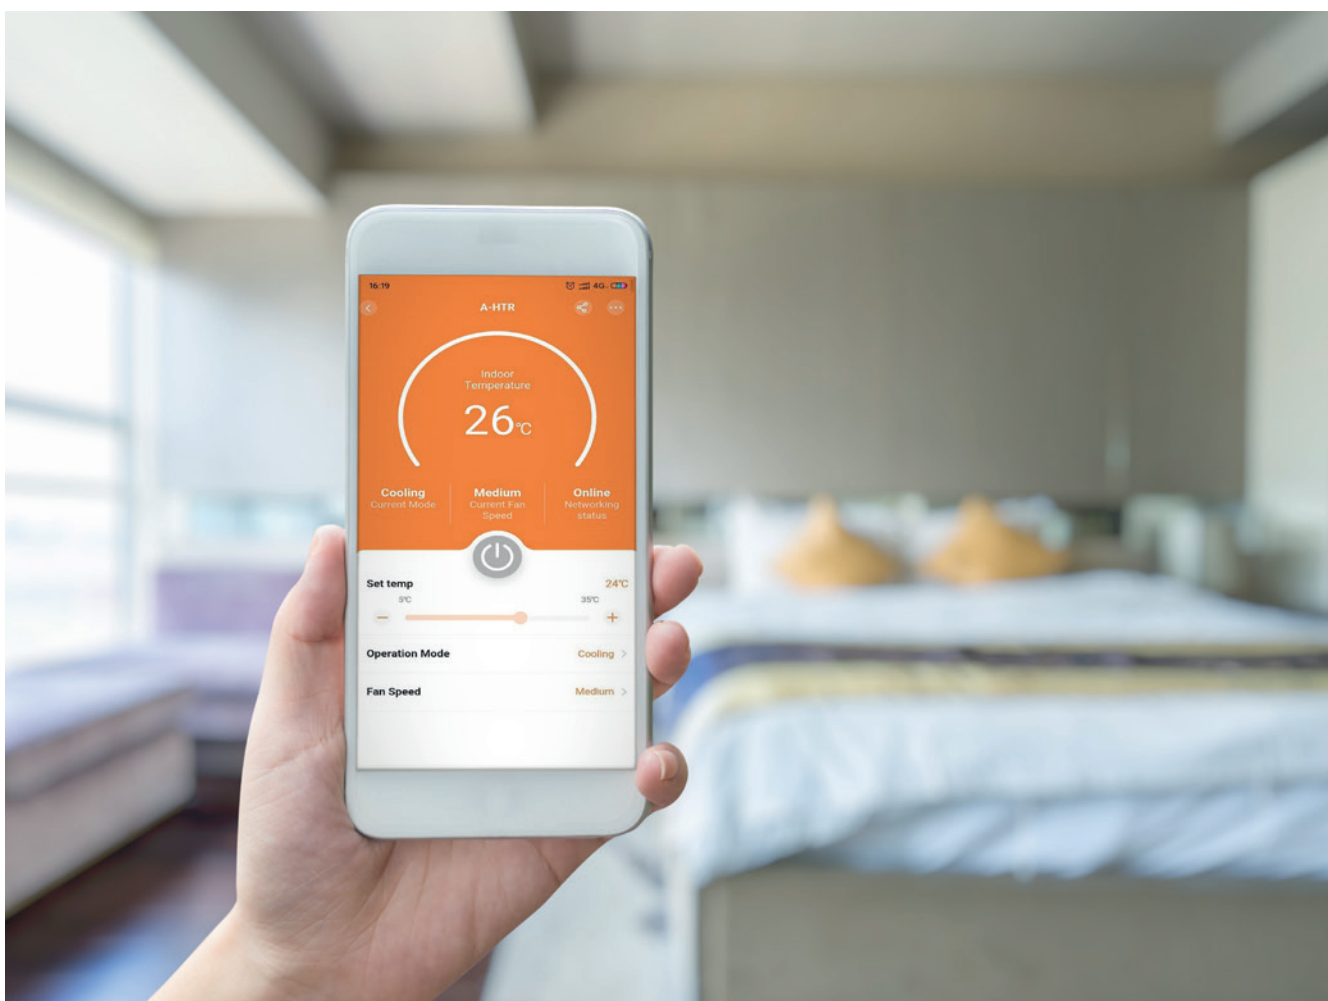 16:19
4G
A-HTR
Indoor
Temperature
26℃
Cooling
Current Mode
Medium
Current Fan
Speed
Online
Networking
status
Set temp 24℃
5℃ 35℃
Operation Mode Cooling
Fan Speed Medium